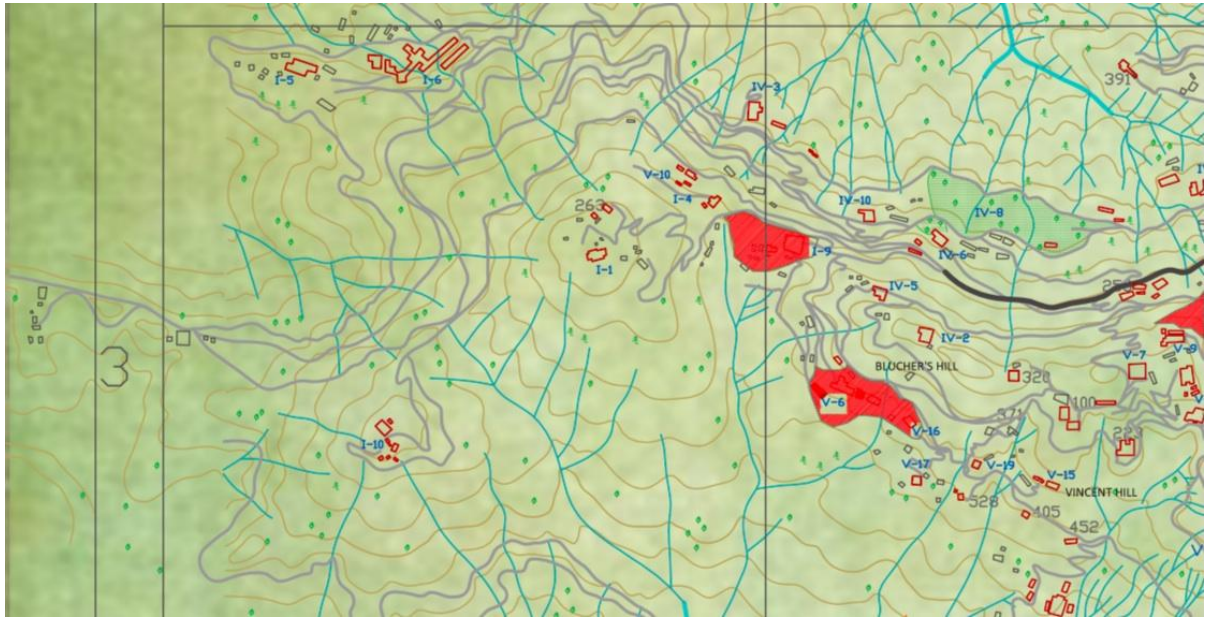 391
I-5
I-6
IV-3
V-10
I-4
263
IV-10
IV-8
I-1
I-9
IV-6
IV-5
3
IV-2
BLUCHER'S HILL
V-7
V-9
320
V-6
100
371
V-16
I-10
V-17
V-19
V-15
VINCENT HILL
528
405
452